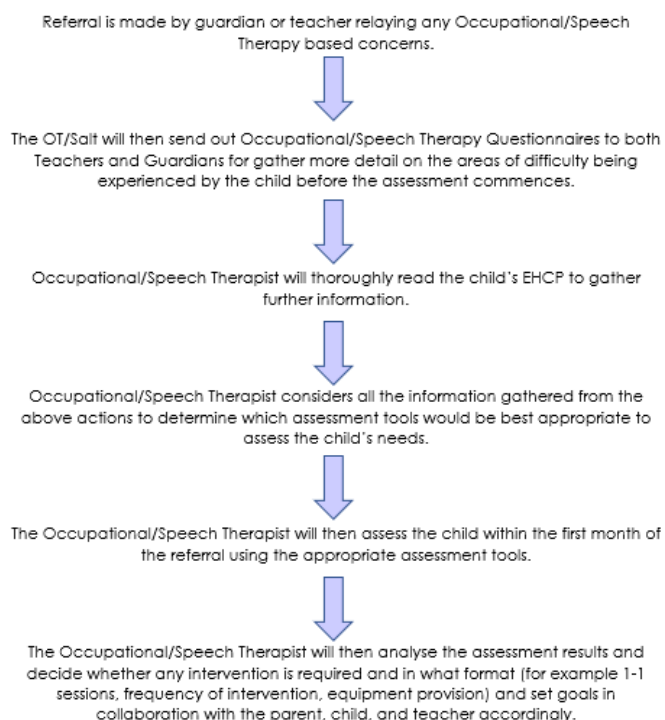 Referral is made by guardian or teacher relaying any Occupational/Speech
Therapy based concerns.
The OT/Salt will then send out Occupational/Speech Therapy Questionnaires to both
Teachers and Guardians for gather more detail on the areas of difficulty being
experienced by the child before the assessment commences.
Occupational/Speech Therapist will thoroughly read the child's EHCP to gather
further information.
Occupational/Speech Therapist considers all the information gathered from the
above actions to determine which assessment tools would be best appropriate to
assess the child's needs.
The Occupational/Speech Therapist will then assess the child within the first month of
the referral using the appropriate assessment tools.
The Occupational/Speech Therapist will then analyse the assessment results and
decide whether any intervention is required and in what format (for example 1-1
sessions, frequency of intervention, equipment provision) and set goals in
collaboration with the parent, child, and teacher accordingly.